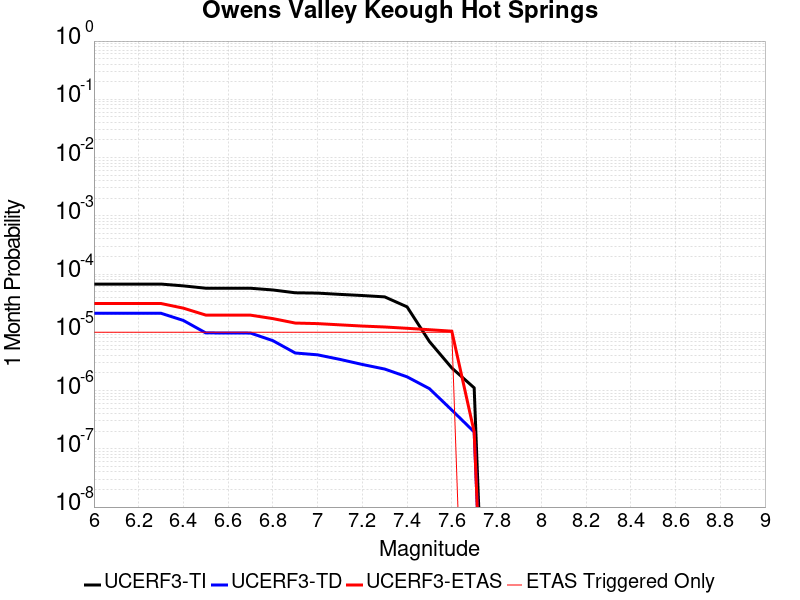 Owens Valley Keough Hot Springs
10^0
10^-1
10^-2
10^-3
10^-4
10^-5
10^-6
10^-7
10^-8
1 Month Probability
6 6.2 6.4 6.6 6.8 7 7.2 7.4 7.6 7.8 8 8.2 8.4 8.6 8.8 9
Magnitude
UCERF3-TI UCERF3-TD UCERF3-ETAS ETAS Triggered Only